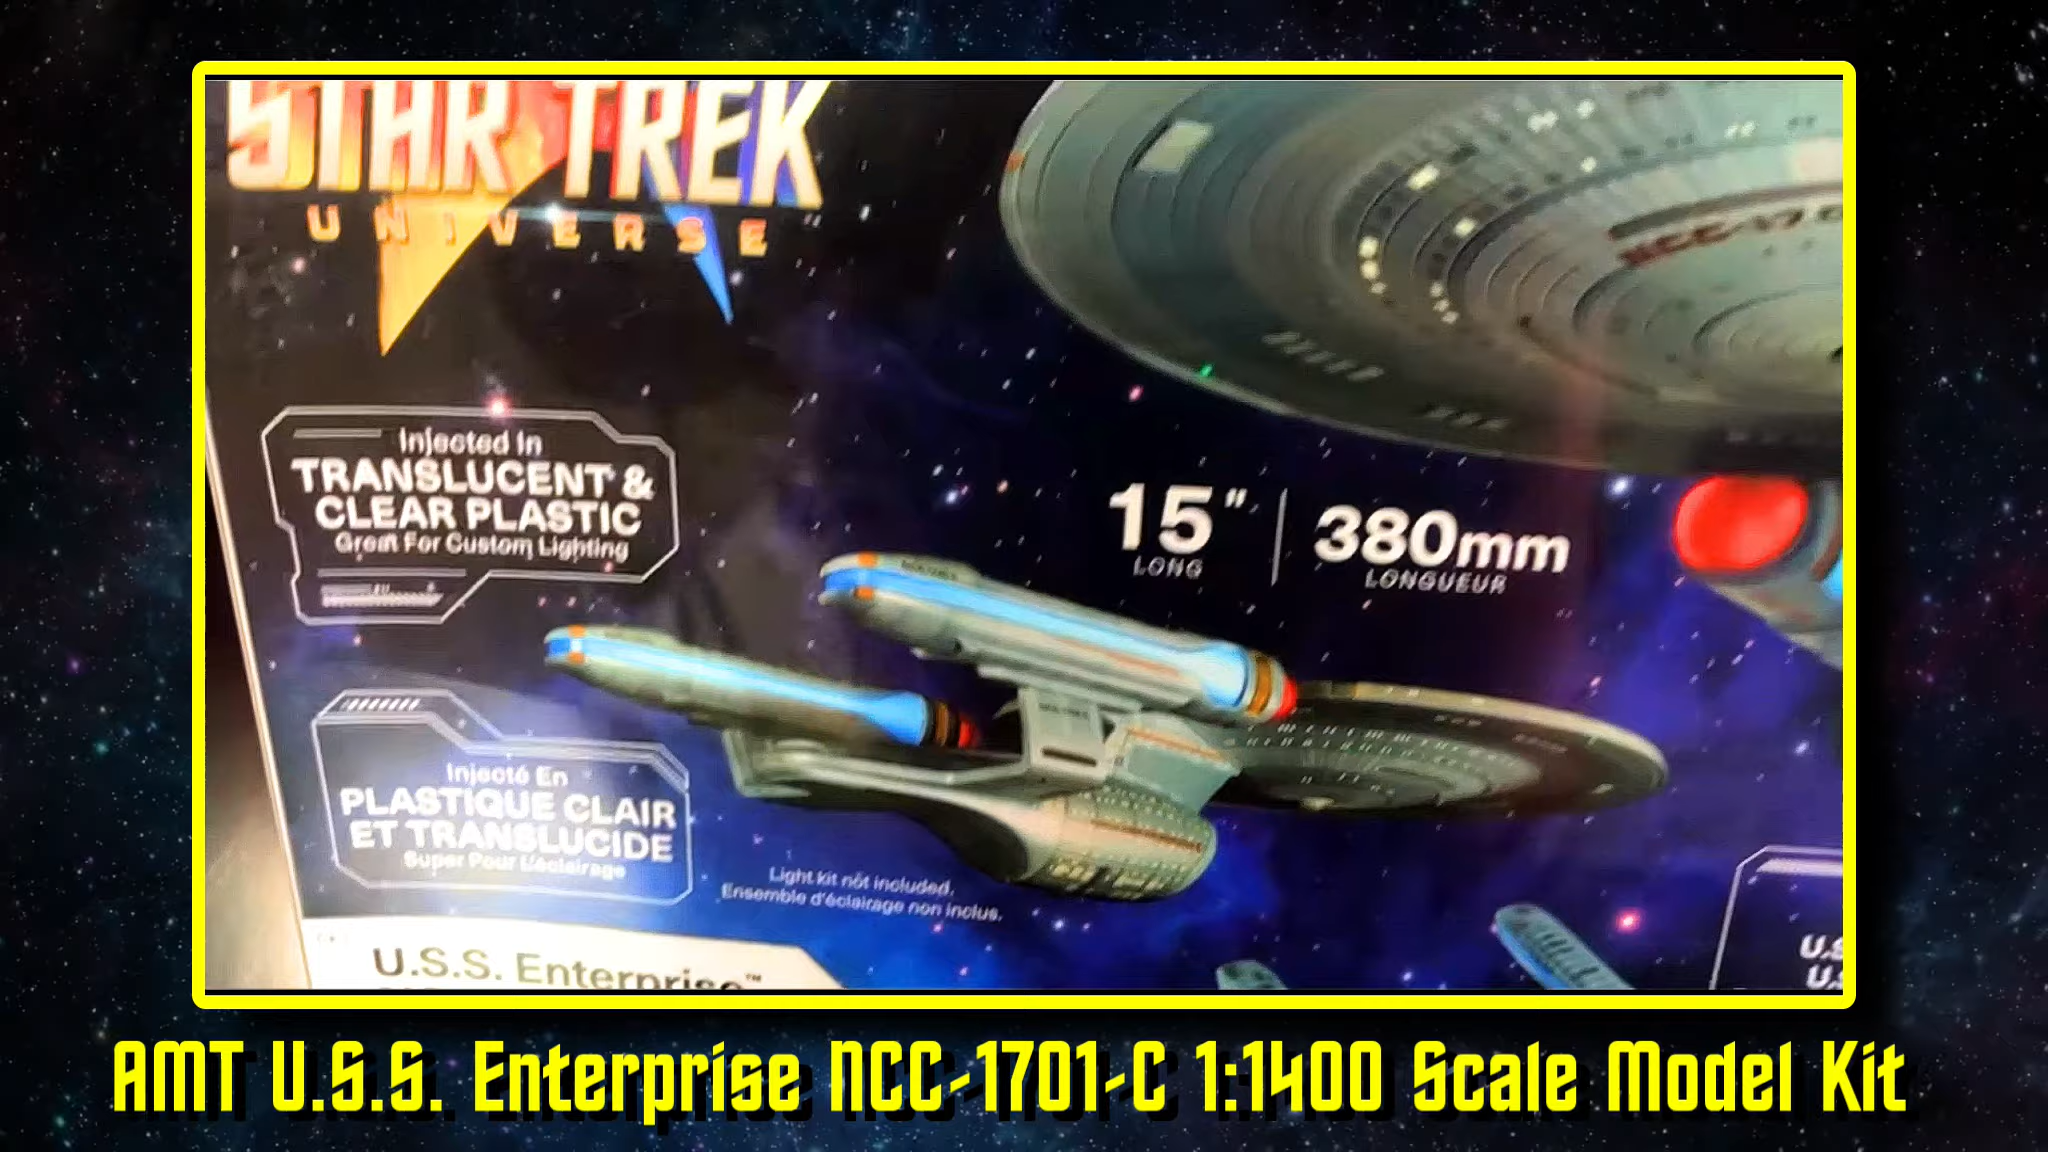 STAR TREK
UNIVERSE
Injected In
TRANSLUCENT &
CLEAR PLASTIC
Great For Custom Lighting
15" | 380mm
LONG LONGUEUR
Injecté En
PLASTIQUE CLAIR
ET TRANSLUCIDE
Super Pour L'éclairage
Light kit not included.
Ensemble d'éclairage non inclus.
U.S.S. Enterprise™
AMT U.S.S. Enterprise NCC-1701-C 1:1400 Scale Model Kit